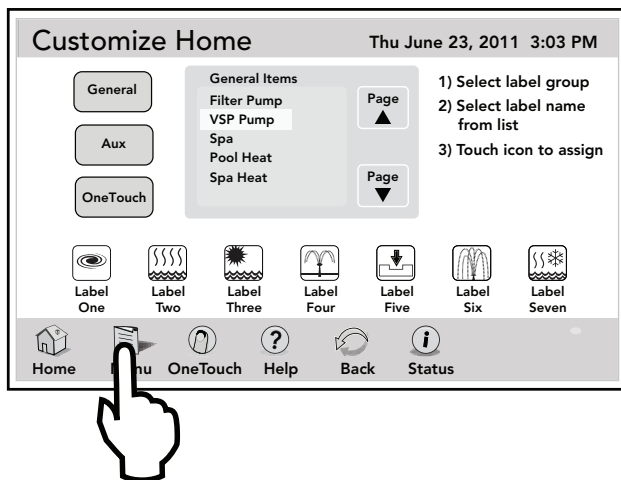 Customize Home
Thu June 23, 2011 3:03 PM
General
Aux
OneTouch
General Items
Filter Pump
VSP Pump
Spa
Pool Heat
Spa Heat
Page
Page
1) Select label group
2) Select label name
from list
3) Touch icon to assign
Label
One
Label
Two
Label
Three
Label
Four
Label
Five
Label
Six
Label
Seven
Home
M nu
OneTouch
Help
Back
Status